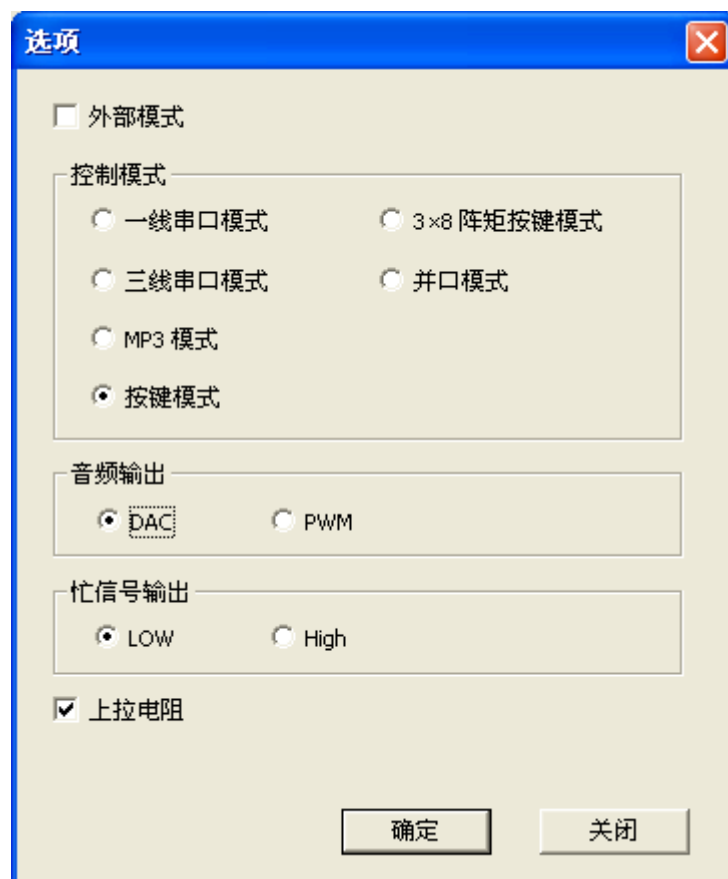 选项
外部模式
控制模式
一线串口模式
3×8 阵矩按键模式
三线串口模式
并口模式
MP3 模式
按键模式
音频输出
DAC
PWM
忙信号输出
LOW
High
上拉电阻
确定
关闭